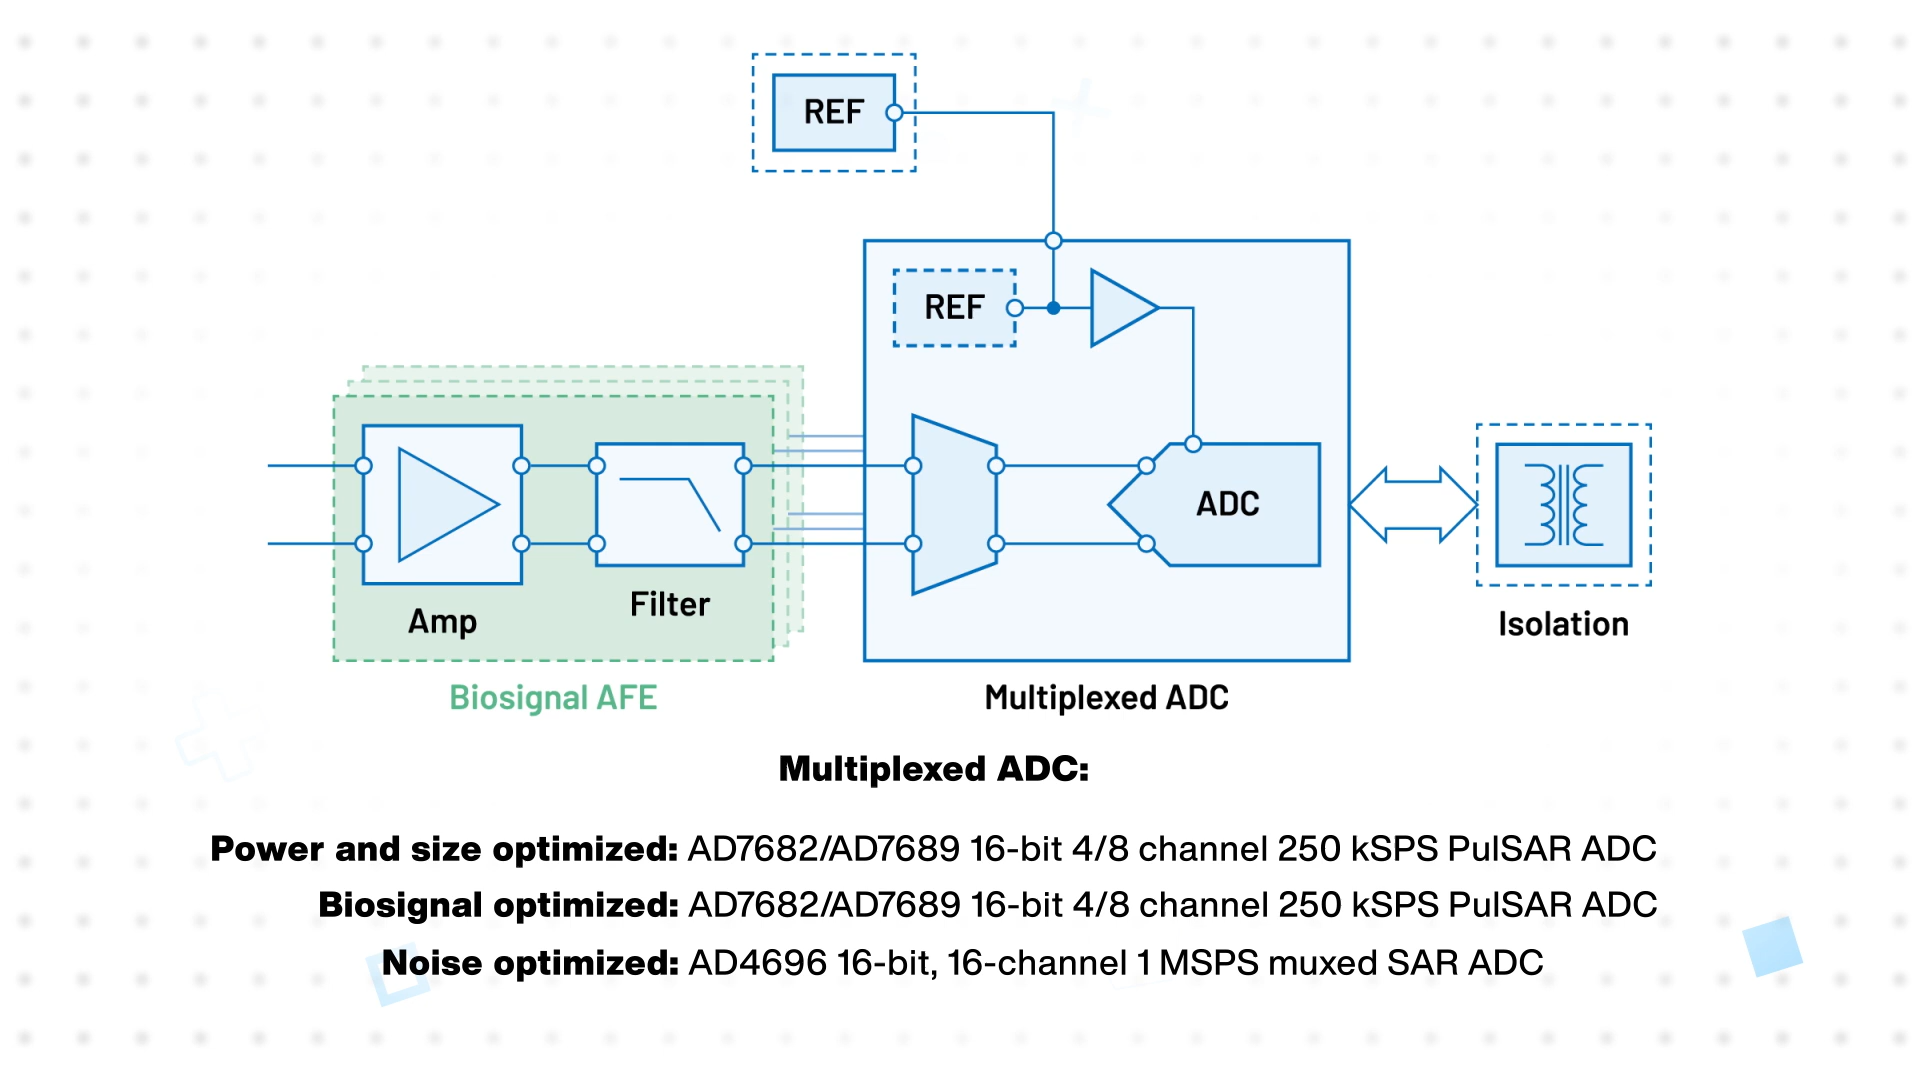 REF
REF
ADC
Amp
Filter
Isolation
Biosignal AFE
Multiplexed ADC
Multiplexed ADC:
Power and size optimized: AD7682/AD7689 16-bit 4/8 channel 250 kSPS PulSAR ADC
Biosignal optimized: AD7682/AD7689 16-bit 4/8 channel 250 kSPS PulSAR ADC
Noise optimized: AD4696 16-bit, 16-channel 1 MSPS muxed SAR ADC